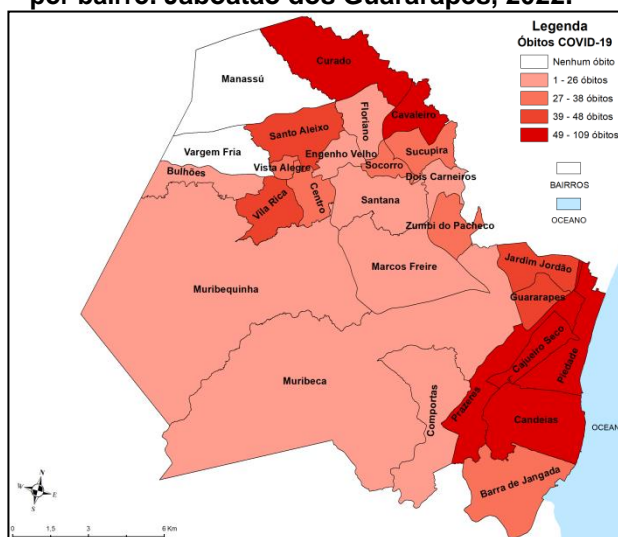 por bairro. Jaboatão dos Guararapes, 2022.
Legenda
Óbitos COVID-19
Nenhum óbito
1 - 26 óbitos
27 - 38 óbitos
39 - 48 óbitos
49 - 109 óbitos
BAIRROS
OCEANO
Curado
Manassú
Floriano
Cavaleiro
Santo Aleixo
Vargem Fria
Engenho Velho
Sucupira
Vista Alegre
Socorro
Bulhões
Dois Carneiros
Vila Rica
Centro
Santana
Zumbi do Pacheco
Jardim Jordão
Marcos Freire
Muribequinha
Guararapes
Cajueiro Seco
Piedade
Muribeca
Comportas
Prazeres
Candeias
OCEAN
Barra de Jangada
N
W
E
S
0 1,5 3 6 Km